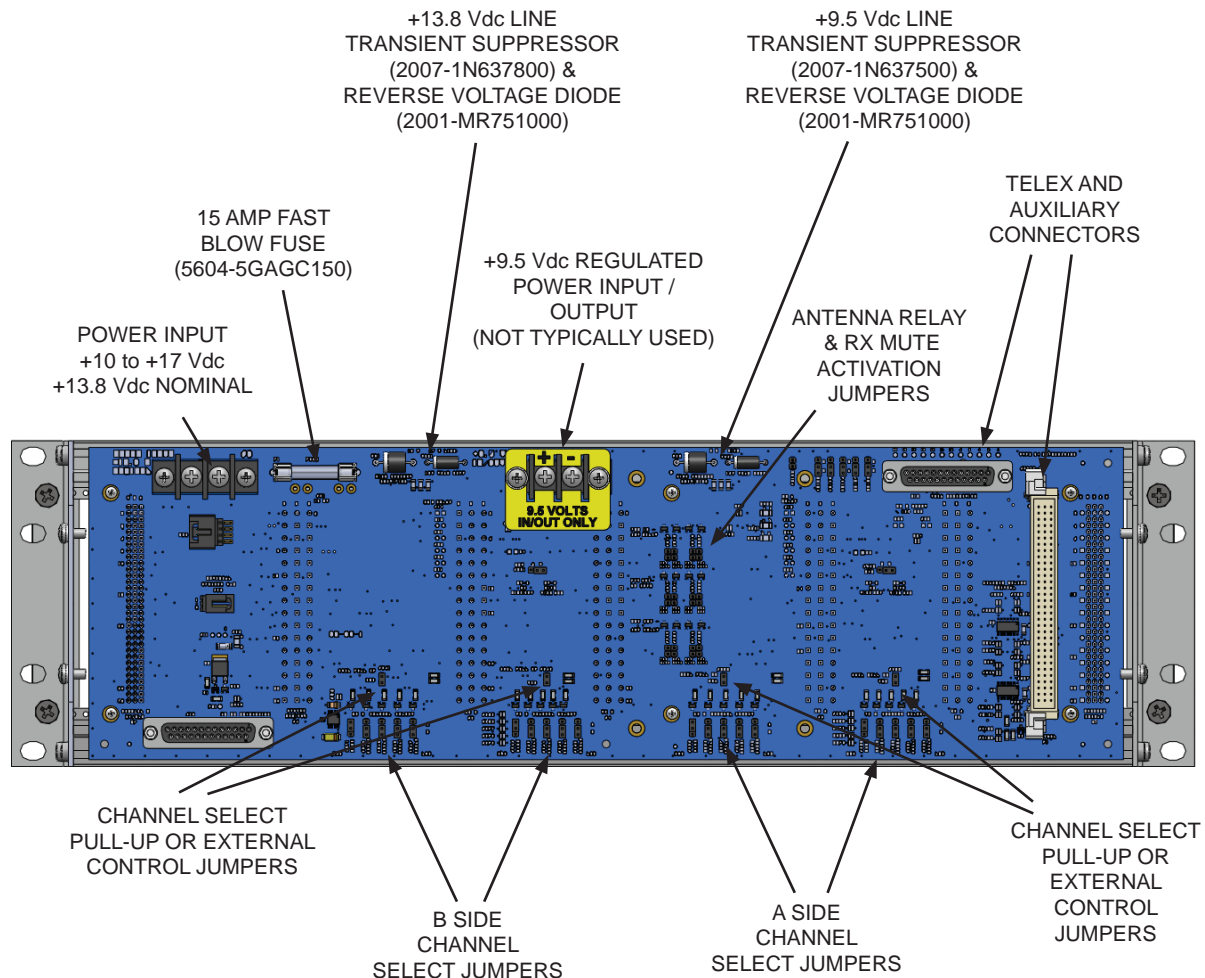 +13.8 Vdc LINE
TRANSIENT SUPPRESSOR
(2007-1N637800) &
REVERSE VOLTAGE DIODE
(2001-MR751000)
+9.5 Vdc LINE
TRANSIENT SUPPRESSOR
(2007-1N637500) &
REVERSE VOLTAGE DIODE
(2001-MR751000)
15 AMP FAST
BLOW FUSE
(5604-5GAGC150)
+9.5 Vdc REGULATED
POWER INPUT /
OUTPUT
(NOT TYPICALLY USED)
TELEX AND
AUXILIARY
CONNECTORS
POWER INPUT
+10 to +17 Vdc
+13.8 Vdc NOMINAL
ANTENNA RELAY
& RX MUTE
ACTIVATION
JUMPERS
+ -
9.5 VOLTS
IN/OUT ONLY
CHANNEL SELECT
PULL-UP OR EXTERNAL
CONTROL JUMPERS
B SIDE
CHANNEL
SELECT JUMPERS
A SIDE
CHANNEL
SELECT JUMPERS
CHANNEL SELECT
PULL-UP OR
EXTERNAL
CONTROL
JUMPERS